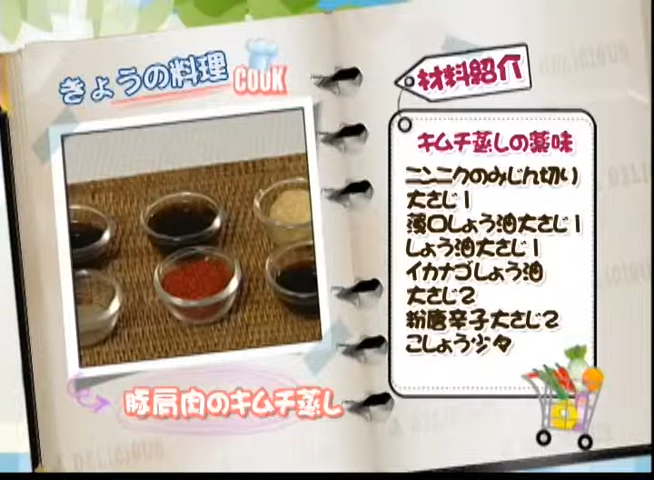 きょうの料理
COOK
材料紹介
キムチ蒸しの薬味
ニンニクのみじん切り
大さじ1
薄口しょう油大さじ1
しょう油大さじ1
イカナゴしょう油
大さじ2
粉唐辛子大さじ2
こしょう少々
豚肩肉のキムチ蒸し